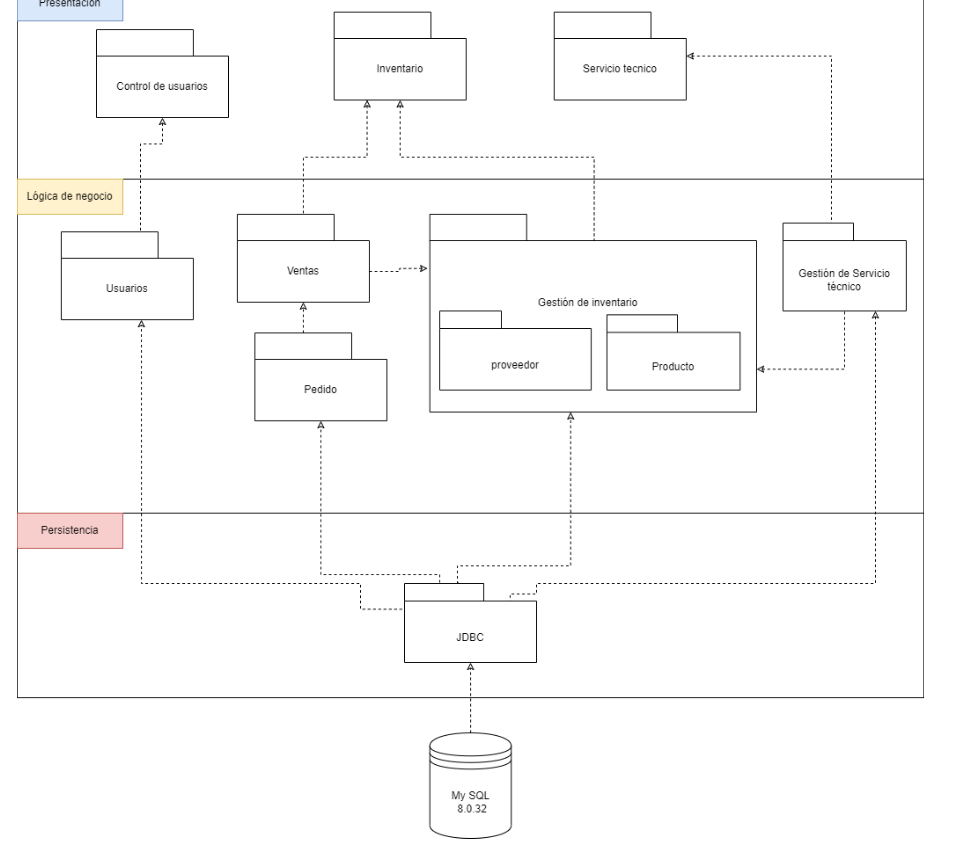 Presentación
Control de usuarios
Inventario
Servicio tecnico
Lógica de negocio
Usuarios
Ventas
Gestión de inventario
Gestión de Servicio
técnico
proveedor
Producto
Pedido
Persistencia
JDBC
My SQL
8.0.32